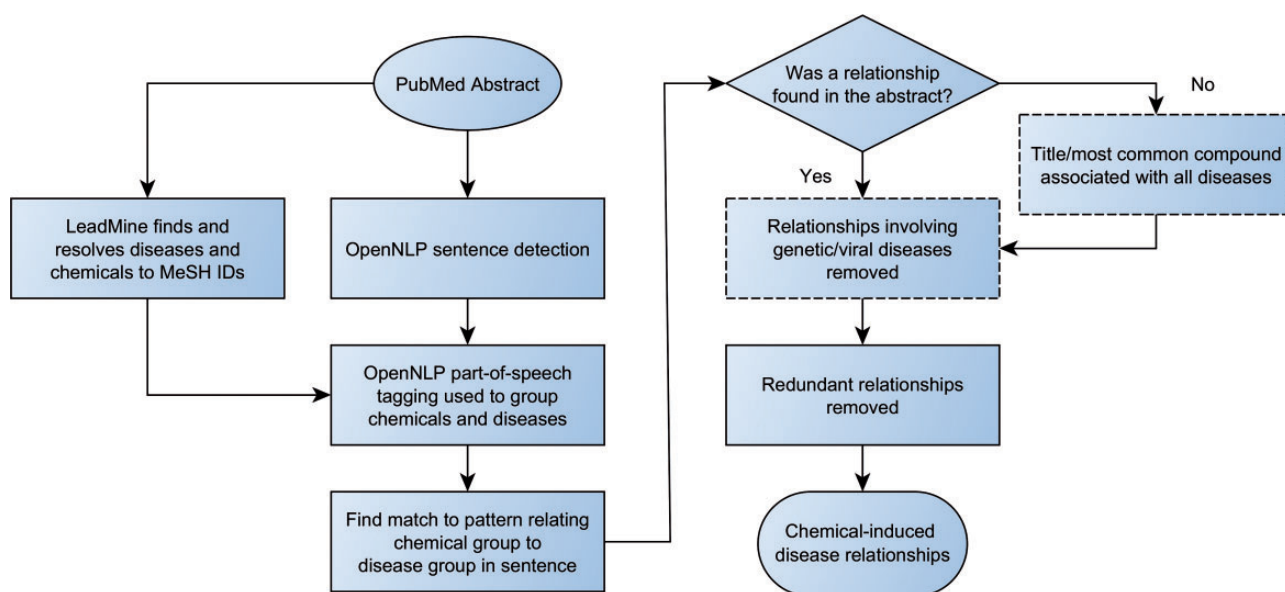 PubMed Abstract
LeadMine finds and
resolves diseases and
chemicals to MeSH IDs
OpenNLP sentence detection
OpenNLP part-of-speech
tagging used to group
chemicals and diseases
Find match to pattern relating
chemical group to
disease group in sentence
Was a relationship
found in the abstract?
No
Title/most common compound
associated with all diseases
Yes
Relationships involving
genetic/viral diseases
removed
Redundant relationships
removed
Chemical-induced
disease relationships